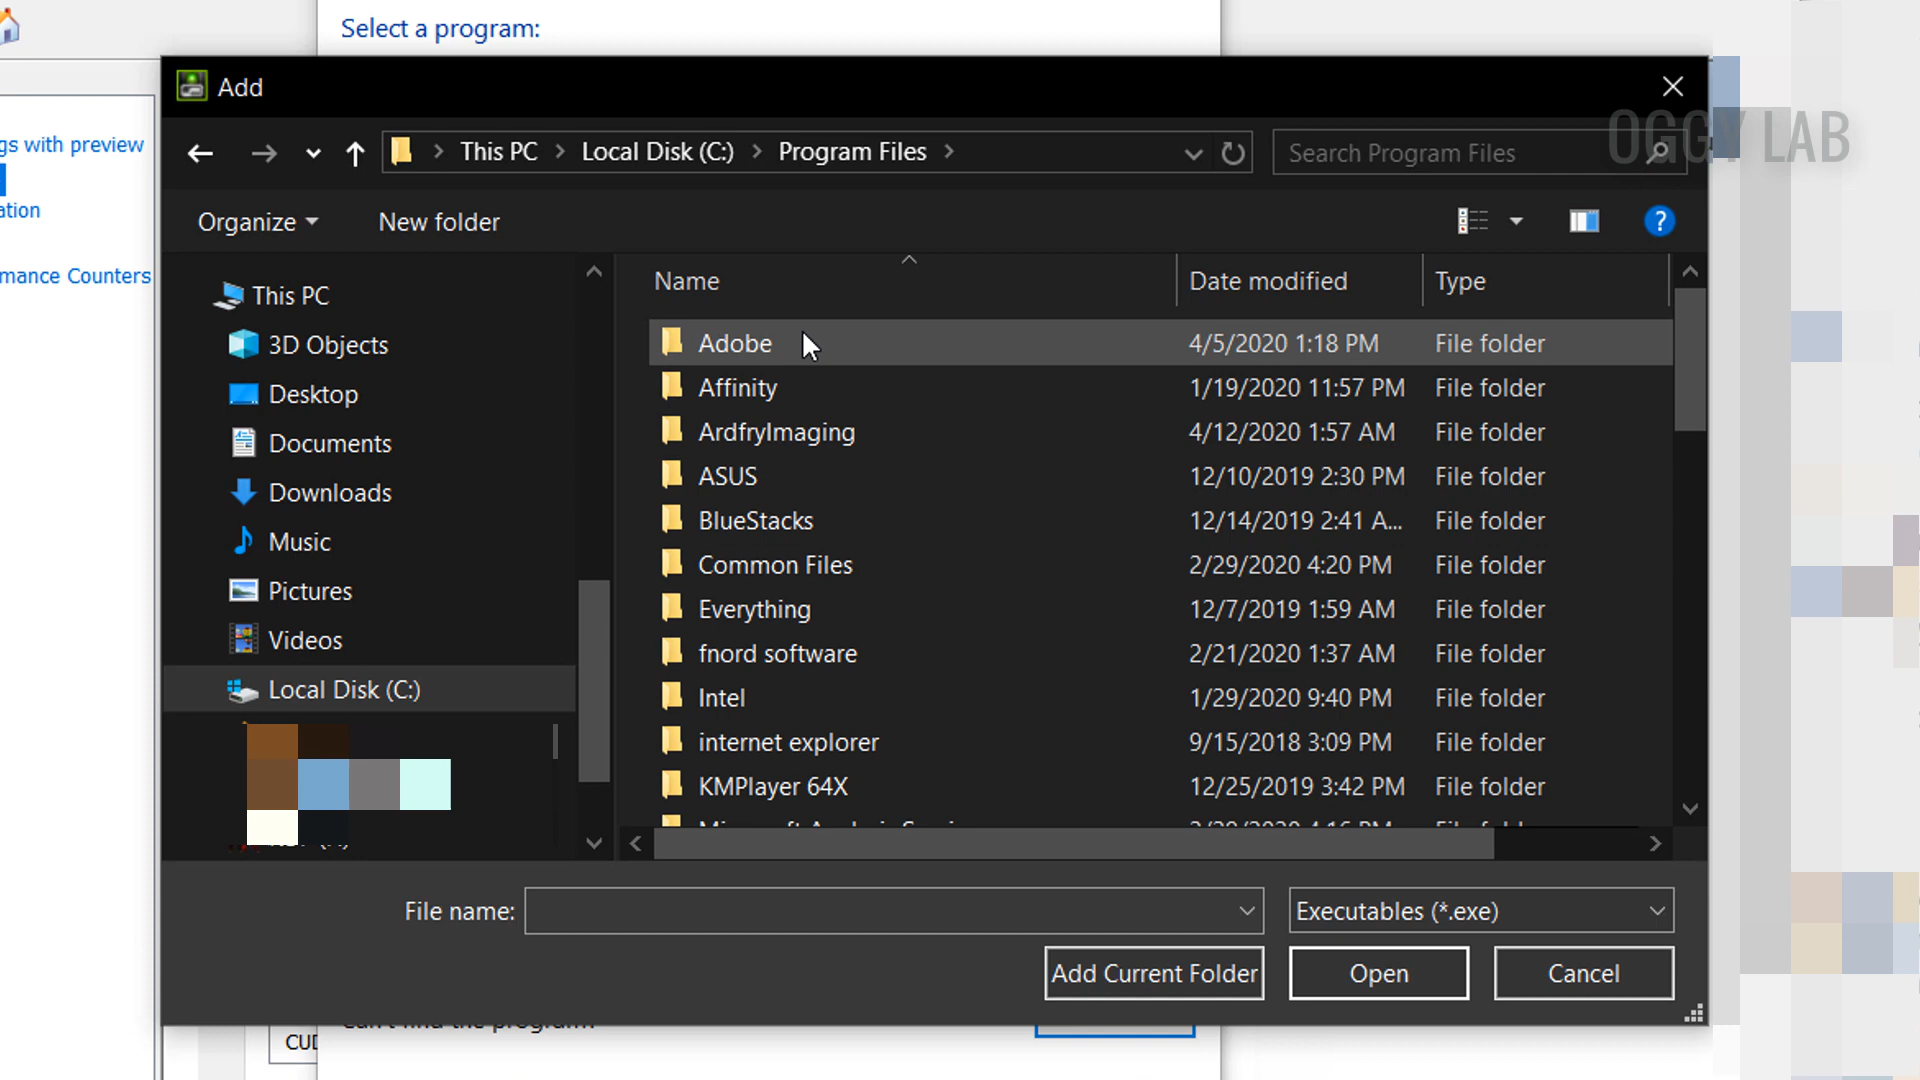 Select a program:
Add
OGGY LAB
This PC > Local Disk (C:) > Program Files >
Search Program Files
gs with preview
ation
mance Counters
Organize
New folder
?
Name
Date modified
Type
This PC
3D Objects
Desktop
Documents
Downloads
Music
Pictures
Videos
Local Disk (C:)
Adobe 4/5/2020 1:18 PM File folder
Affinity 1/19/2020 11:57 PM File folder
ArdfryImaging 4/12/2020 1:57 AM File folder
ASUS 12/10/2019 2:30 PM File folder
BlueStacks 12/14/2019 2:41 A... File folder
Common Files 2/29/2020 4:20 PM File folder
Everything 12/7/2019 1:59 AM File folder
fnord software 2/21/2020 1:37 AM File folder
Intel 1/29/2020 9:40 PM File folder
internet explorer 9/15/2018 3:09 PM File folder
KMPlayer 64X 12/25/2019 3:42 PM File folder
File name:
Executables (*.exe)
Add Current Folder
Open
Cancel
Can't find the program?
CUD